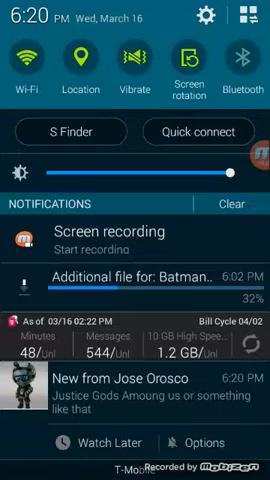 6:20 PM Wed, March 16
Wi-Fi
Location
Vibrate
Screen rotation
Bluetooth
S Finder
Quick connect
NOTIFICATIONS
Clear
Screen recording
Start recording
Additional file for: Batman.. 6:02 PM
32%
As of 03/16 02:22 PM Bill Cycle 04/02
Minutes Messages 10 GB High Spee..
48/Unl 544/Unl 1.2 GB/Unl
New from Jose Orosco 6:20 PM
Justice Gods Amoung us or something
like that
Watch Later
Options
T-Mobile
Recorded by MOBIZEN